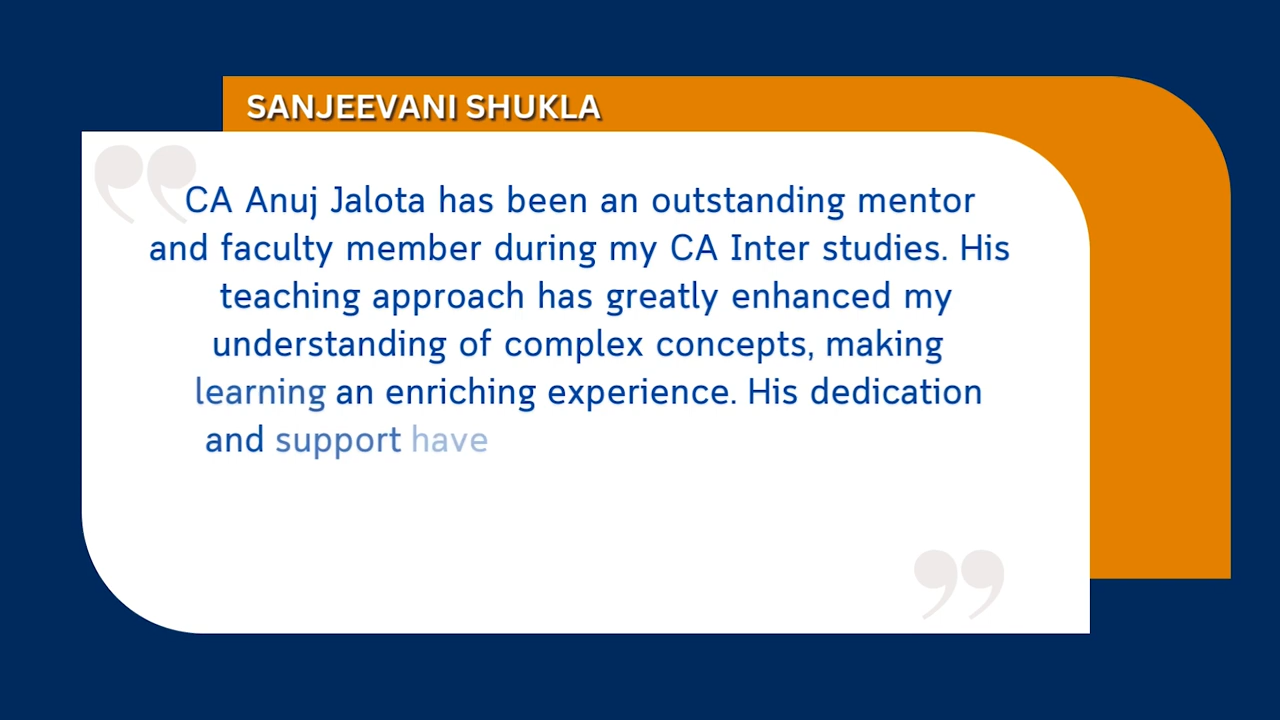 SANJEEVANI SHUKLA
CA Anuj Jalota has been an outstanding mentor
and faculty member during my CA Inter studies. His
teaching approach has greatly enhanced my
understanding of complex concepts, making
learning an enriching experience. His dedication
and support have